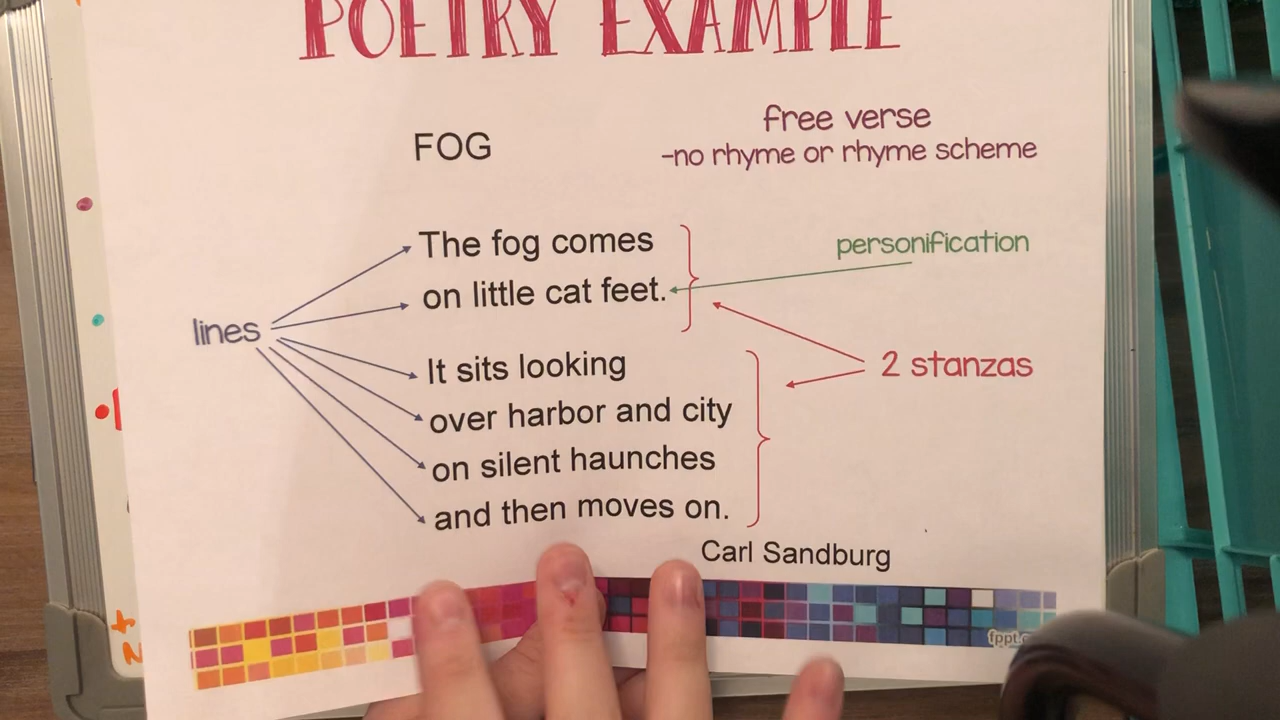 POETRY EXAMPLE
FOG
free verse
-no rhyme or rhyme scheme
The fog comes
on little cat feet.
personification
lines
It sits looking
over harbor and city
on silent haunches
and then moves on.
2 stanzas
Carl Sandburg